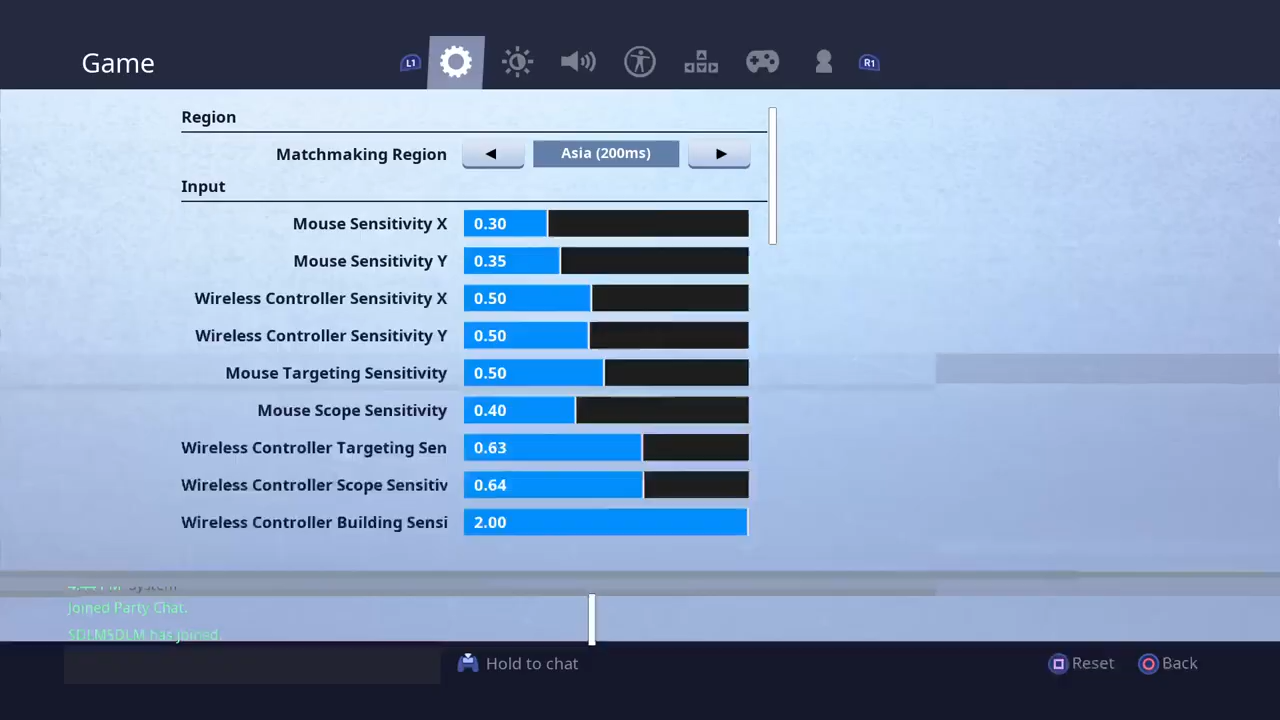 Game
L1
R1
Region
Matchmaking Region
Asia (200ms)
Input
Mouse Sensitivity X 0.30
Mouse Sensitivity Y 0.35
Wireless Controller Sensitivity X 0.50
Wireless Controller Sensitivity Y 0.50
Mouse Targeting Sensitivity 0.50
Mouse Scope Sensitivity 0.40
Wireless Controller Targeting Sen 0.63
Wireless Controller Scope Sensitiv 0.64
Wireless Controller Building Sensi 2.00
System
Joined Party Chat.
SDLMSDLM has joined.
Hold to chat
Reset
Back